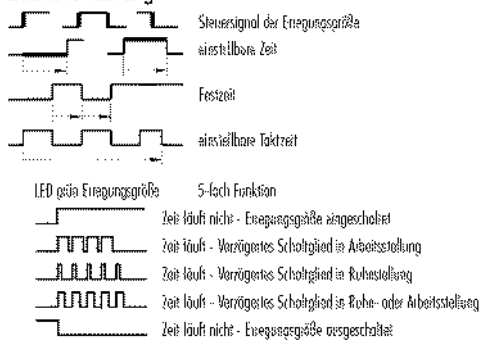 Steuersignal der Erregungsgröße
einstellbare Zeit
Festzeit
einstellbare Taktzeit
LED grün Erregungsgröße 5-fach Funktion
Zeit läuft nicht - Erregungsgröße eingeschaltet
Zeit läuft - Verzögertes Schaltglied in Arbeitsstellung
Zeit läuft - Verzögertes Schaltglied in Ruhestellung
Zeit läuft - Verzögertes Schaltglied in Ruhe- oder Arbeitsstellung
Zeit läuft nicht - Erregungsgröße ausgeschaltet